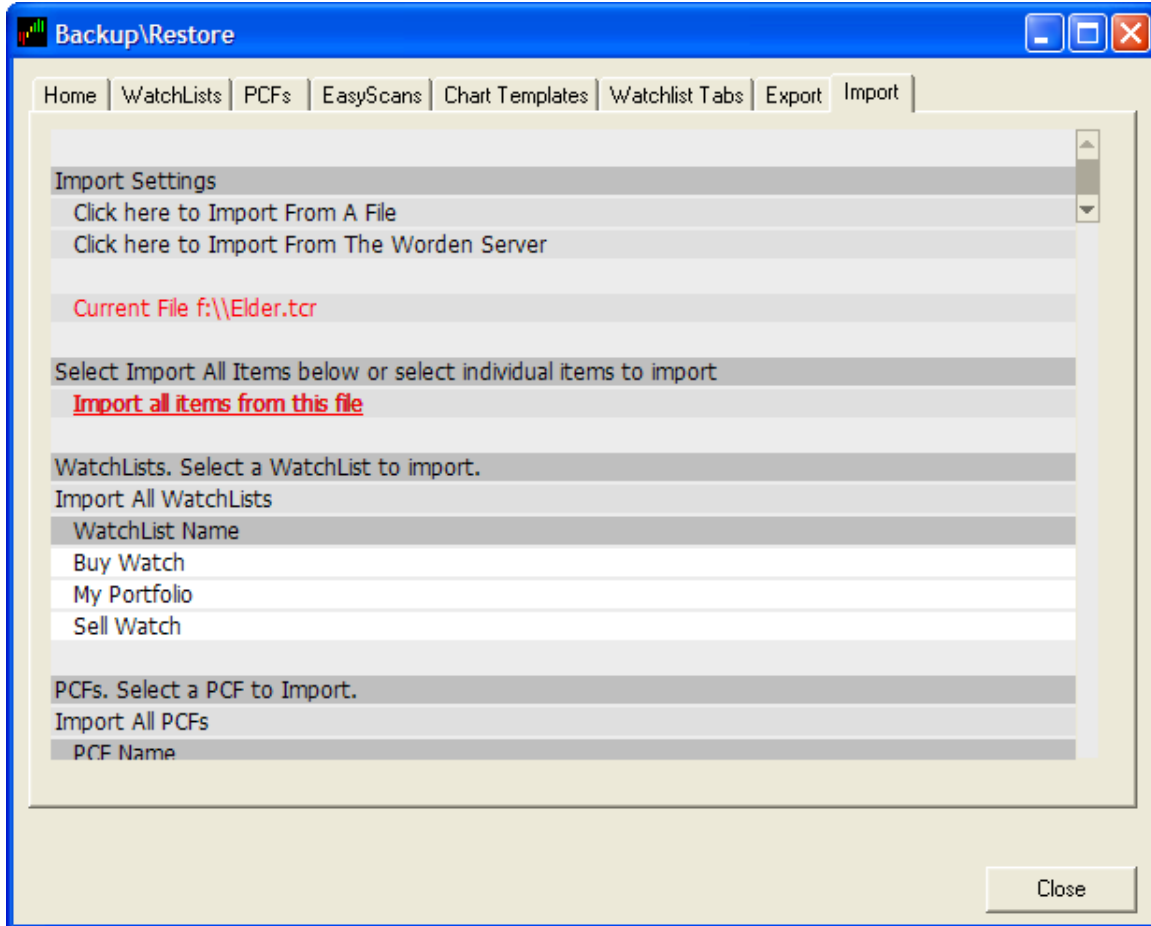 Backup\Restore
Home WatchLists PCFs EasyScans Chart Templates Watchlist Tabs Export Import
Import Settings
Click here to Import From A File
Click here to Import From The Worden Server
Current File f:\\Elder.tcr
Select Import All Items below or select individual items to import
Import all items from this file
WatchLists. Select a WatchList to import.
Import All WatchLists
WatchList Name
Buy Watch
My Portfolio
Sell Watch
PCFs. Select a PCF to Import.
Import All PCFs
PCF Name
Close